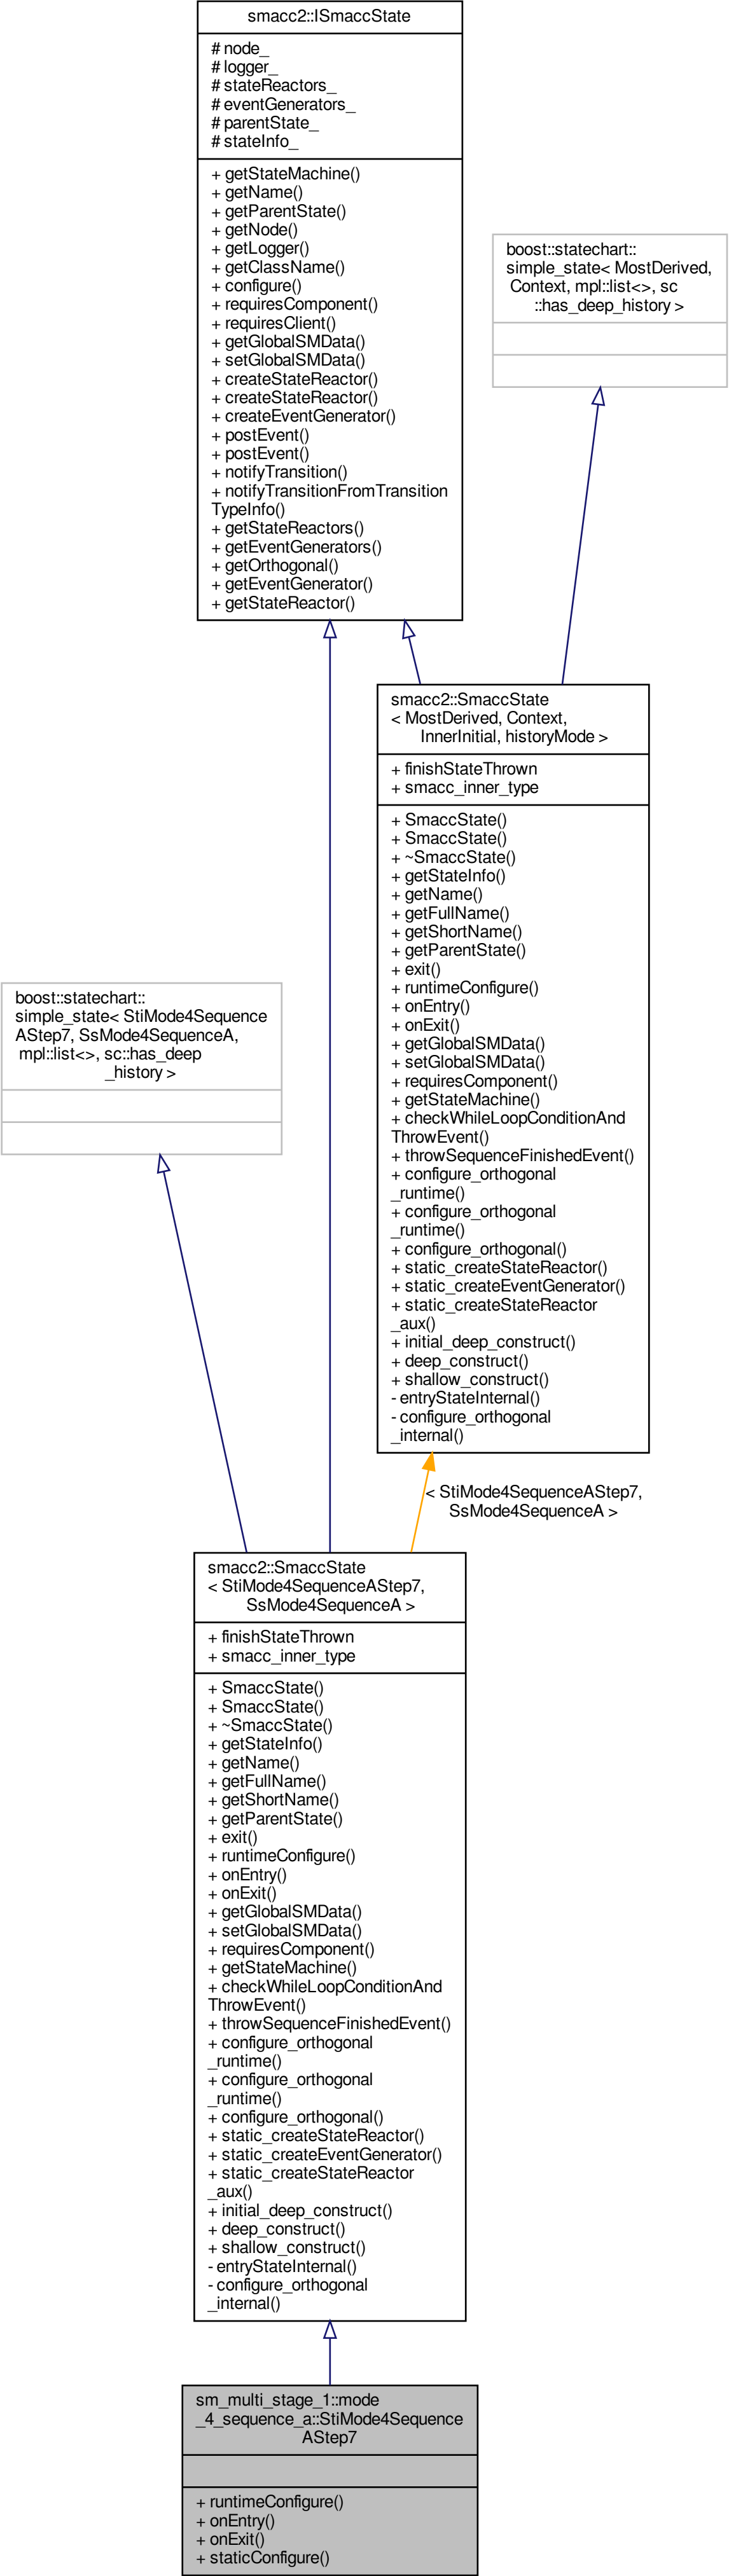 smacc2::ISmaccState
# node_
# logger_
# stateReactors_
# eventGenerators_
# parentState_
# stateInfo_
+ getStateMachine()
+ getName()
+ getParentState()
+ getNode()
+ getLogger()
+ getClassName()
+ configure()
+ requiresComponent()
+ requiresClient()
+ getGlobalSMData()
+ setGlobalSMData()
+ createStateReactor()
+ createStateReactor()
+ createEventGenerator()
+ postEvent()
+ postEvent()
+ notifyTransition()
+ notifyTransitionFromTransition
TypeInfo()
+ getStateReactors()
+ getEventGenerators()
+ getOrthogonal()
+ getEventGenerator()
+ getStateReactor()
boost::statechart::
simple_state< MostDerived,
Context, mpl::list<>, sc
::has_deep_history >
smacc2::SmaccState
< MostDerived, Context,
InnerInitial, historyMode >
+ finishStateThrown
+ smacc_inner_type
+ SmaccState()
+ SmaccState()
+ ~SmaccState()
+ getStateInfo()
+ getName()
+ getFullName()
+ getShortName()
+ getParentState()
+ exit()
+ runtimeConfigure()
+ onEntry()
+ onExit()
+ getGlobalSMData()
+ setGlobalSMData()
+ requiresComponent()
+ getStateMachine()
+ checkWhileLoopConditionAnd
ThrowEvent()
+ throwSequenceFinishedEvent()
+ configure_orthogonal
_runtime()
+ configure_orthogonal
_runtime()
+ configure_orthogonal()
+ static_createStateReactor()
+ static_createEventGenerator()
+ static_createStateReactor
_aux()
+ initial_deep_construct()
+ deep_construct()
+ shallow_construct()
- entryStateInternal()
- configure_orthogonal
_internal()
boost::statechart::
simple_state< StiMode4Sequence
AStep7, SsMode4SequenceA,
mpl::list<>, sc::has_deep
_history >
< StiMode4SequenceAStep7,
SsMode4SequenceA >
smacc2::SmaccState
< StiMode4SequenceAStep7,
SsMode4SequenceA >
+ finishStateThrown
+ smacc_inner_type
+ SmaccState()
+ SmaccState()
+ ~SmaccState()
+ getStateInfo()
+ getName()
+ getFullName()
+ getShortName()
+ getParentState()
+ exit()
+ runtimeConfigure()
+ onEntry()
+ onExit()
+ getGlobalSMData()
+ setGlobalSMData()
+ requiresComponent()
+ getStateMachine()
+ checkWhileLoopConditionAnd
ThrowEvent()
+ throwSequenceFinishedEvent()
+ configure_orthogonal
_runtime()
+ configure_orthogonal
_runtime()
+ configure_orthogonal()
+ static_createStateReactor()
+ static_createEventGenerator()
+ static_createStateReactor
_aux()
+ initial_deep_construct()
+ deep_construct()
+ shallow_construct()
- entryStateInternal()
- configure_orthogonal
_internal()
sm_multi_stage_1::mode
_4_sequence_a::StiMode4Sequence
AStep7
+ runtimeConfigure()
+ onEntry()
+ onExit()
+ staticConfigure()